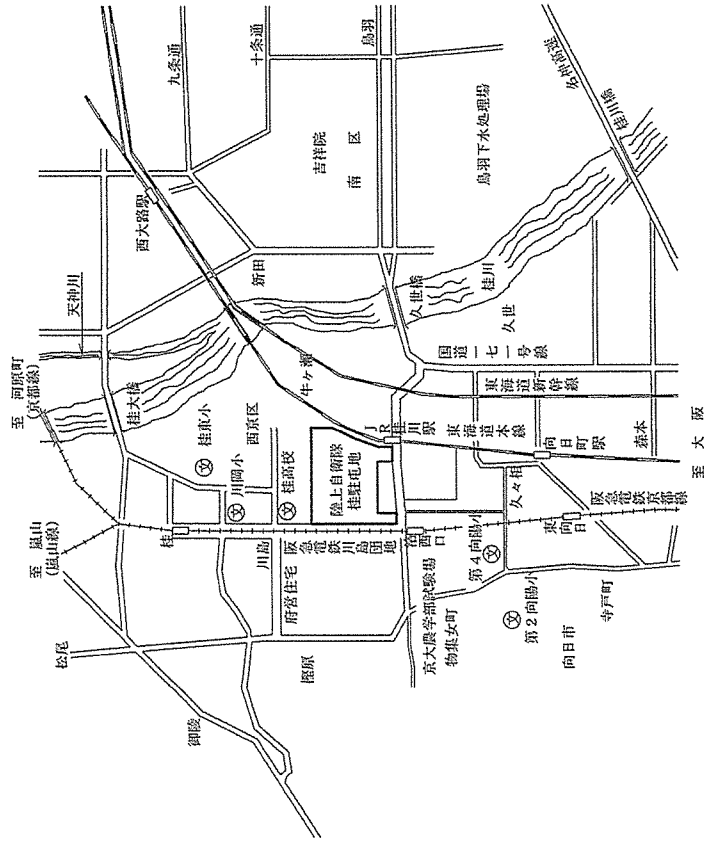 九条通
十条通
鳥羽
名神高速
桂川橋
吉祥院
南区
鳥羽下水処理場
西大路駅
天神川
新田
久世橋
桂川
久世
国道一七一号線
至 河原町
(京都線)
桂大橋
牛ヶ瀬
東海道新幹線
桂東小
西京区
JR桂川駅
東海道本線
向日町駅
森本
至大阪
川岡小
桂高校
陸上自衛隊
桂駐屯地
久々相
至 嵐山
(嵐山線)
桂
川島
阪急電鉄川島団地
洛西口
第4向陽小
東向日
阪急電鉄京都線
府営住宅
京大農学部試験場
物集女町
第2向陽小
向日市
寺戸町
松尾
樫原
御陵
文
文
文
文
文